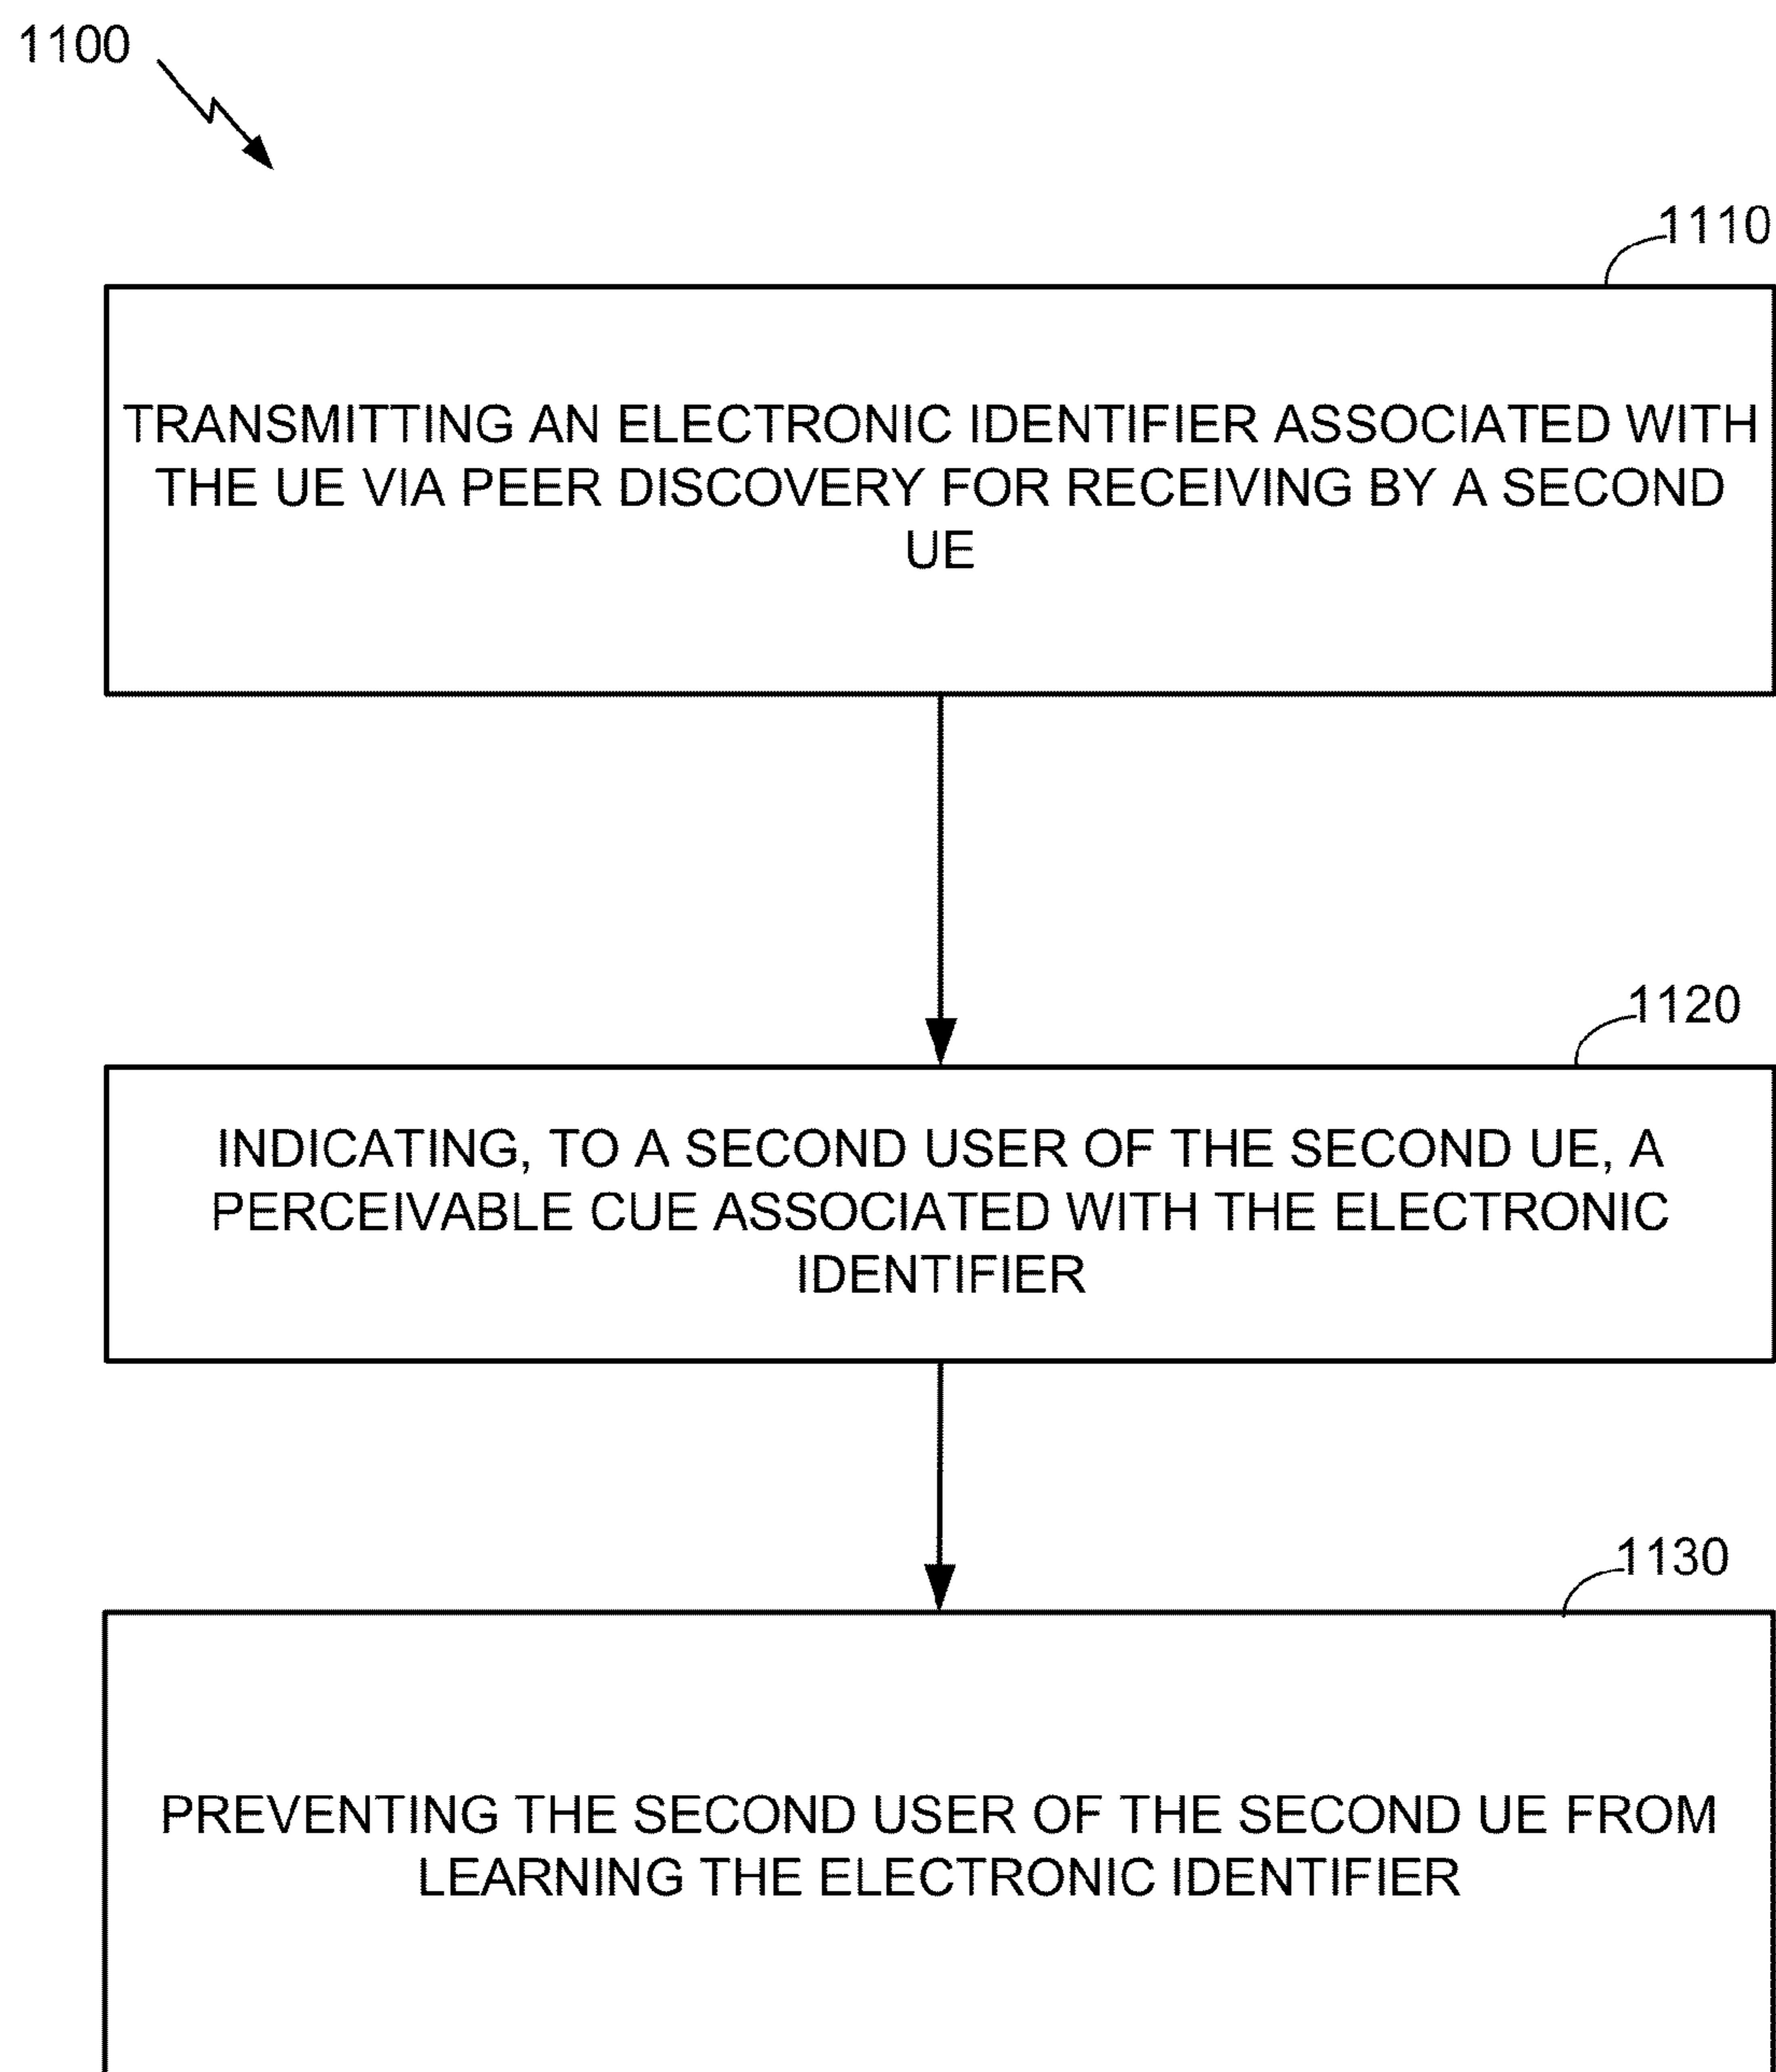 1100
1110
TRANSMITTING AN ELECTRONIC IDENTIFIER ASSOCIATED WITH
THE UE VIA PEER DISCOVERY FOR RECEIVING BY A SECOND
UE
1120
INDICATING, TO A SECOND USER OF THE SECOND UE, A
PERCEIVABLE CUE ASSOCIATED WITH THE ELECTRONIC
IDENTIFIER
1130
PREVENTING THE SECOND USER OF THE SECOND UE FROM
LEARNING THE ELECTRONIC IDENTIFIER